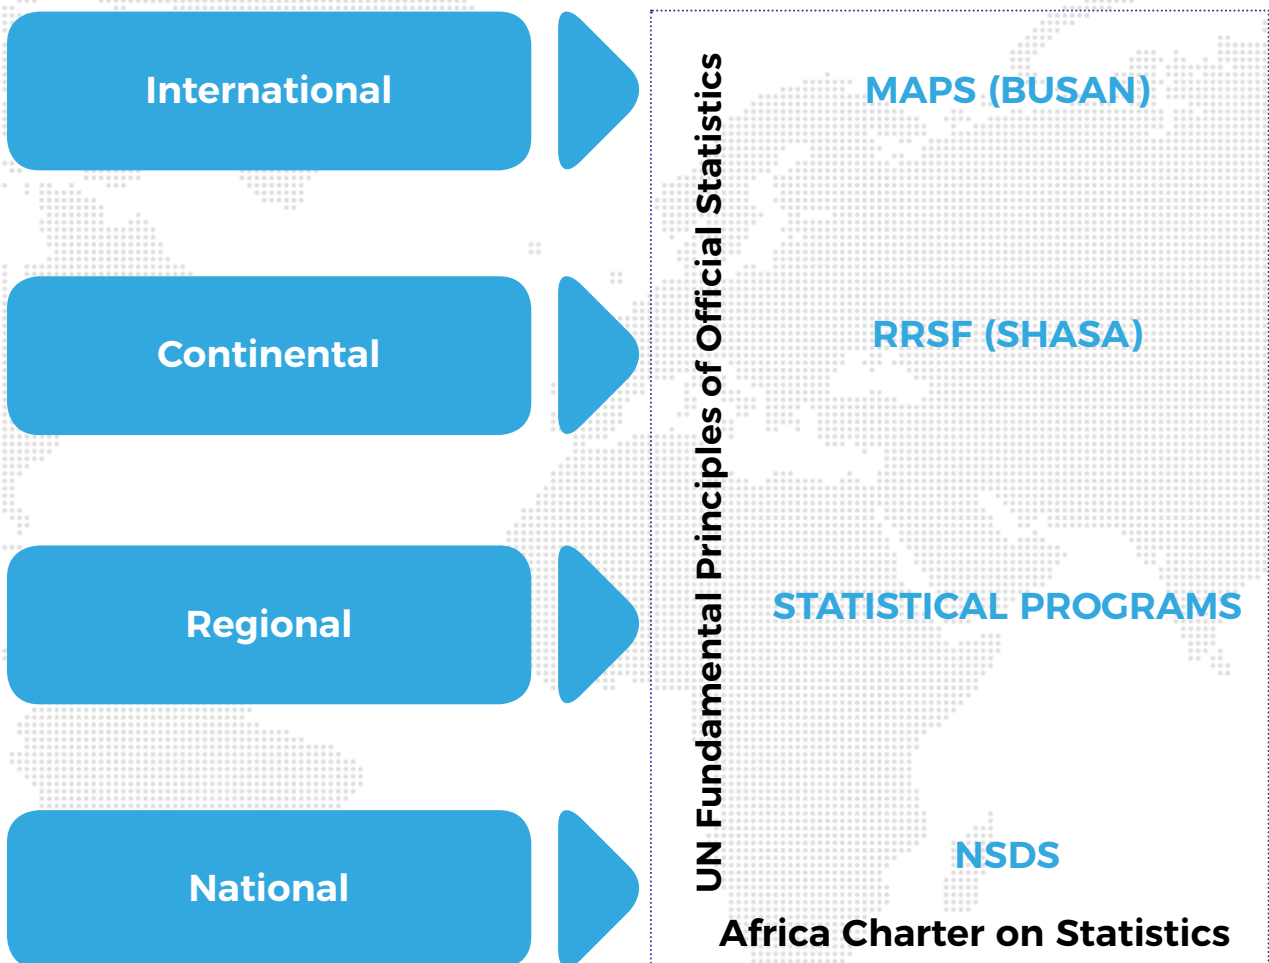 International
MAPS (BUSAN)
Continental
RRSF (SHASA)
Regional
STATISTICAL PROGRAMS
National
NSDS
UN Fundamental Principles of Official Statistics
Africa Charter on Statistics